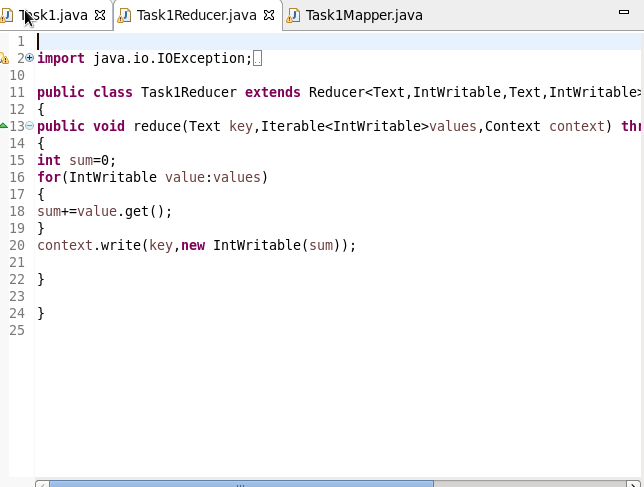 Task1.java Task1Reducer.java Task1Mapper.java
1
2 import java.io.IOException;
10
11 public class Task1Reducer extends Reducer<Text,IntWritable,Text,IntWritable>
12 {
13 public void reduce(Text key,Iterable<IntWritable>values,Context context) thr
14 {
15 int sum=0;
16 for(IntWritable value:values)
17 {
18 sum+=value.get();
19 }
20 context.write(key,new IntWritable(sum));
21
22 }
23
24 }
25